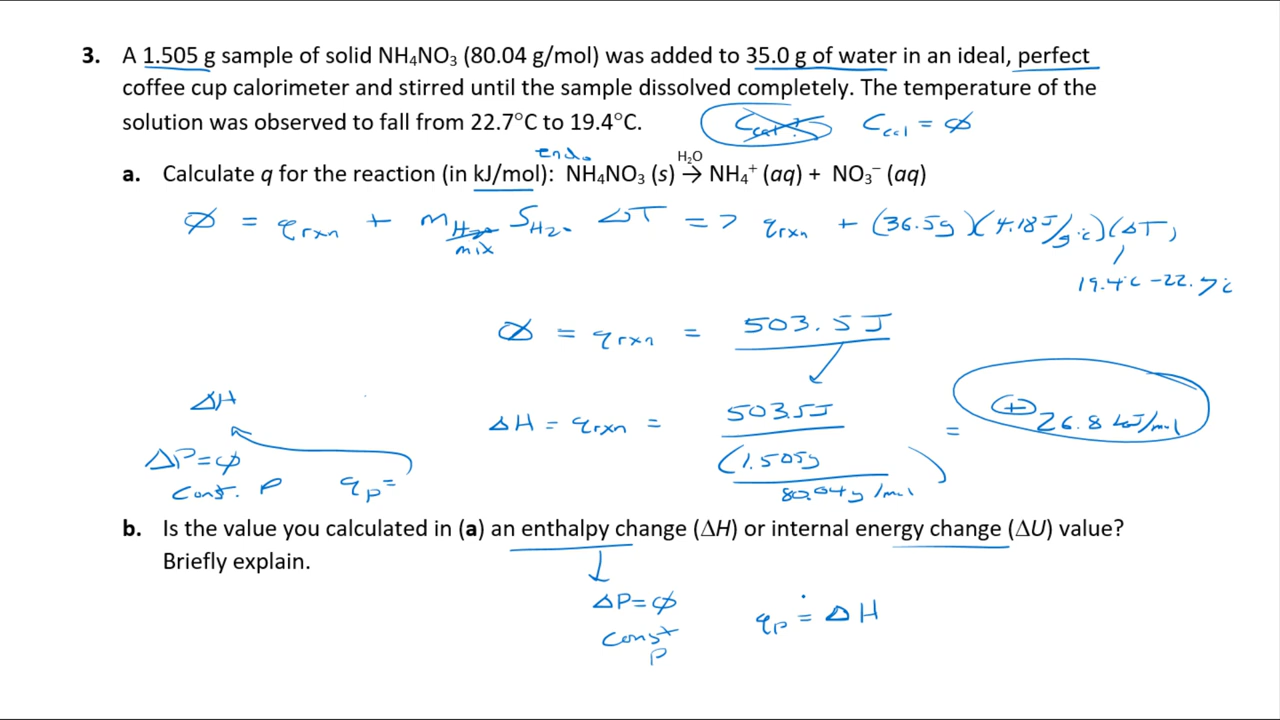 3. A 1.505 g sample of solid NH₄NO₃ (80.04 g/mol) was added to 35.0 g of water in an ideal, perfect
coffee cup calorimeter and stirred until the sample dissolved completely. The temperature of the
solution was observed to fall from 22.7°C to 19.4°C.
C_cal = ∅
endo
a. Calculate q for the reaction (in kJ/mol): NH₄NO₃ (s) →(H₂O) NH₄⁺ (aq) + NO₃⁻ (aq)
∅ = q_rxn + m_mix S_H₂O ΔT => q_rxn + (36.5g)(4.18J/g·°C)(ΔT)
19.4°C -22.7°C
∅ = q_rxn = 503.5J
ΔH
ΔH = q_rxn = 503.5J
(1.505g
80.04g/mol)
= + 26.8 kJ/mol
ΔP=∅
Const. P
q_p=
b. Is the value you calculated in (a) an enthalpy change (ΔH) or internal energy change (ΔU) value?
Briefly explain.
ΔP=∅
Const
P
q_p = ΔH